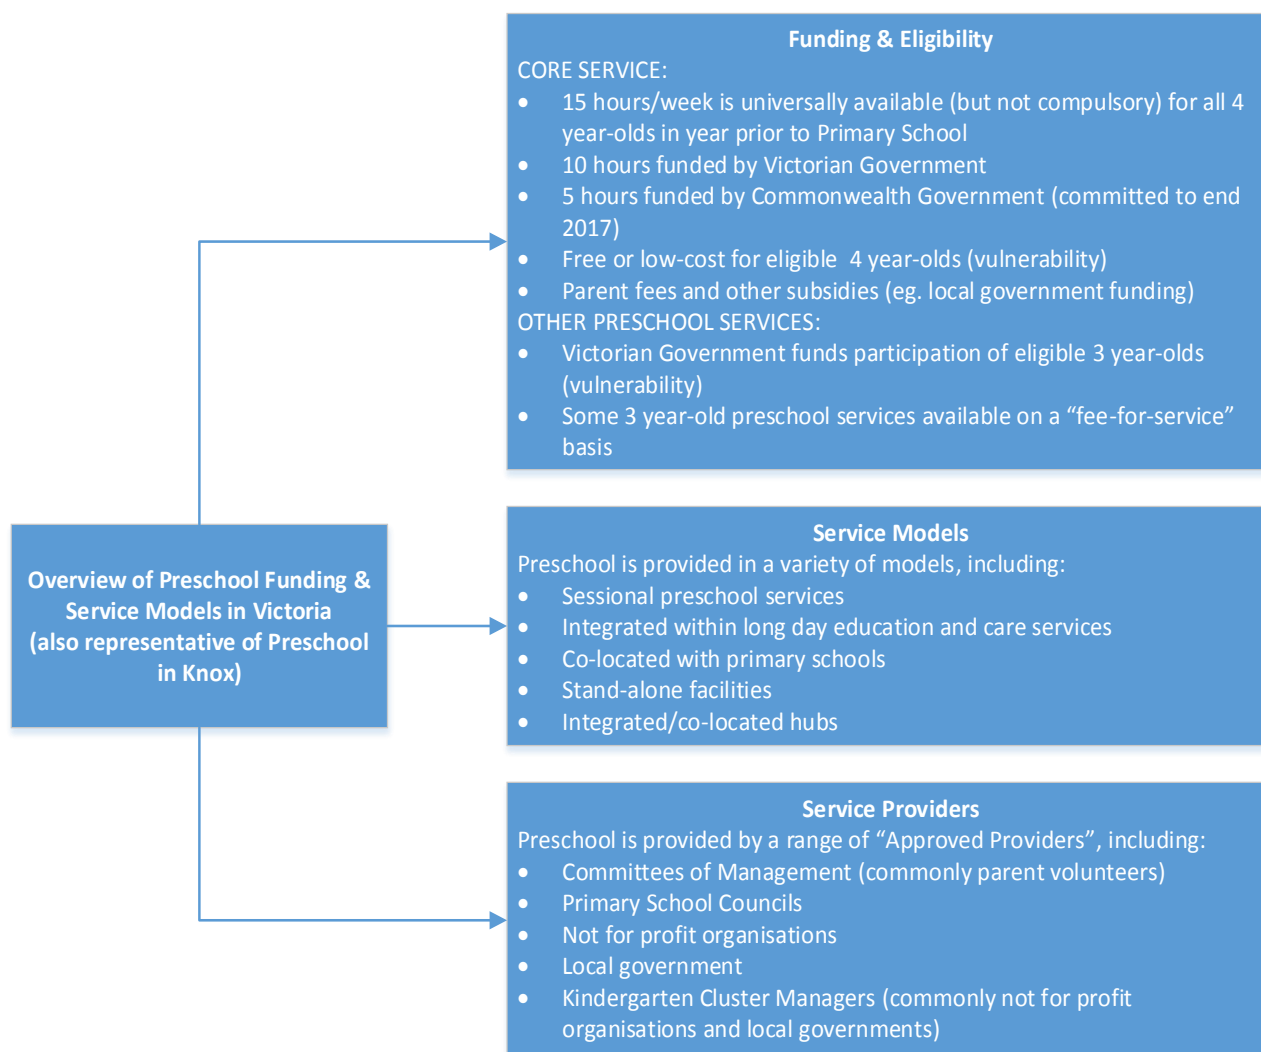 Overview of Preschool Funding &
Service Models in Victoria
(also representative of Preschool
in Knox)
Funding & Eligibility
CORE SERVICE:
• 15 hours/week is universally available (but not compulsory) for all 4
year-olds in year prior to Primary School
• 10 hours funded by Victorian Government
• 5 hours funded by Commonwealth Government (committed to end
2017)
• Free or low-cost for eligible 4 year-olds (vulnerability)
• Parent fees and other subsidies (eg. local government funding)
OTHER PRESCHOOL SERVICES:
• Victorian Government funds participation of eligible 3 year-olds
(vulnerability)
• Some 3 year-old preschool services available on a “fee-for-service”
basis
Service Models
Preschool is provided in a variety of models, including:
• Sessional preschool services
• Integrated within long day education and care services
• Co-located with primary schools
• Stand-alone facilities
• Integrated/co-located hubs
Service Providers
Preschool is provided by a range of “Approved Providers”, including:
• Committees of Management (commonly parent volunteers)
• Primary School Councils
• Not for profit organisations
• Local government
• Kindergarten Cluster Managers (commonly not for profit
organisations and local governments)